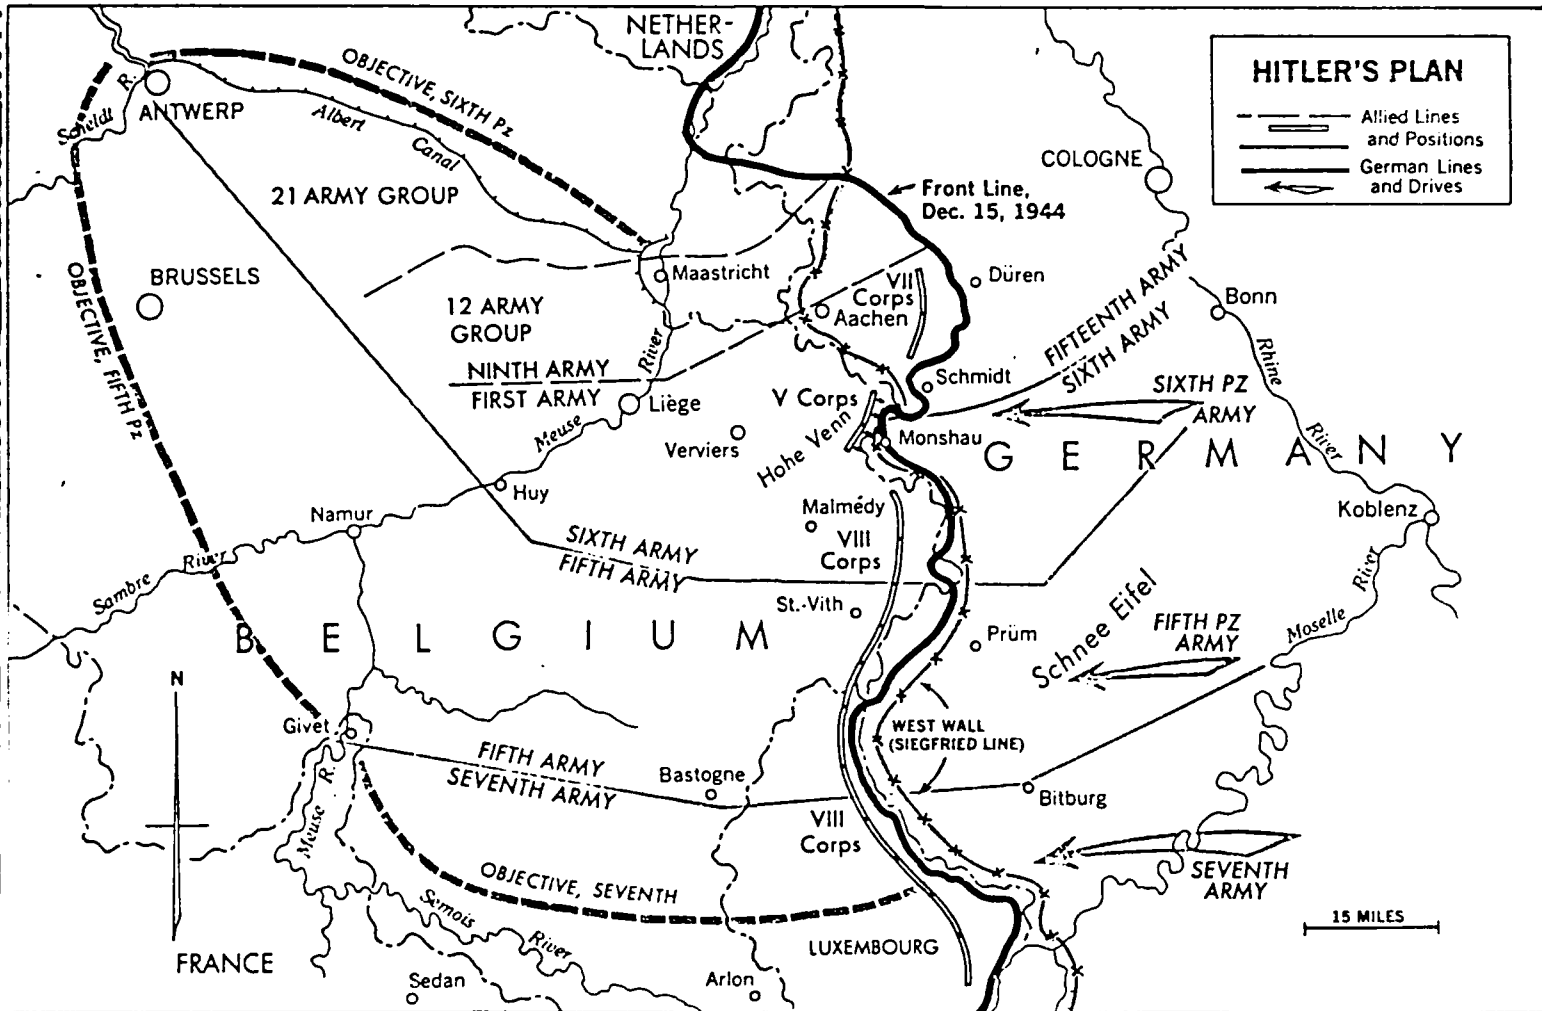 NETHER-
LANDS
HITLER'S PLAN
Allied Lines
and Positions
German Lines
and Drives
OBJECTIVE, SIXTH Pz
Scheldt R.
ANTWERP
Albert Canal
COLOGNE
21 ARMY GROUP
Front Line,
Dec. 15, 1944
BRUSSELS
Maastricht
VII
Corps
Düren
Aachen
12 ARMY
GROUP
FIFTEENTH ARMY
SIXTH ARMY
Bonn
OBJECTIVE, FIFTH Pz
NINTH ARMY
FIRST ARMY
Meuse River
Liège
Rhine River
Schmidt
SIXTH PZ
ARMY
V Corps
Hohe Venn
Monshau
Verviers
GERMANY
Huy
Malmédy
Koblenz
Namur
VIII
Corps
SIXTH ARMY
FIFTH ARMY
Sambre River
St.-Vith
Schnee Eifel
Moselle River
BELGIUM
Prüm
FIFTH PZ
ARMY
N
Givet
WEST WALL
(SIEGFRIED LINE)
FIFTH ARMY
SEVENTH ARMY
Bastogne
Bitburg
Meuse R.
VIII
Corps
SEVENTH
ARMY
OBJECTIVE, SEVENTH
Semois River
15 MILES
LUXEMBOURG
FRANCE
Sedan
Arlon